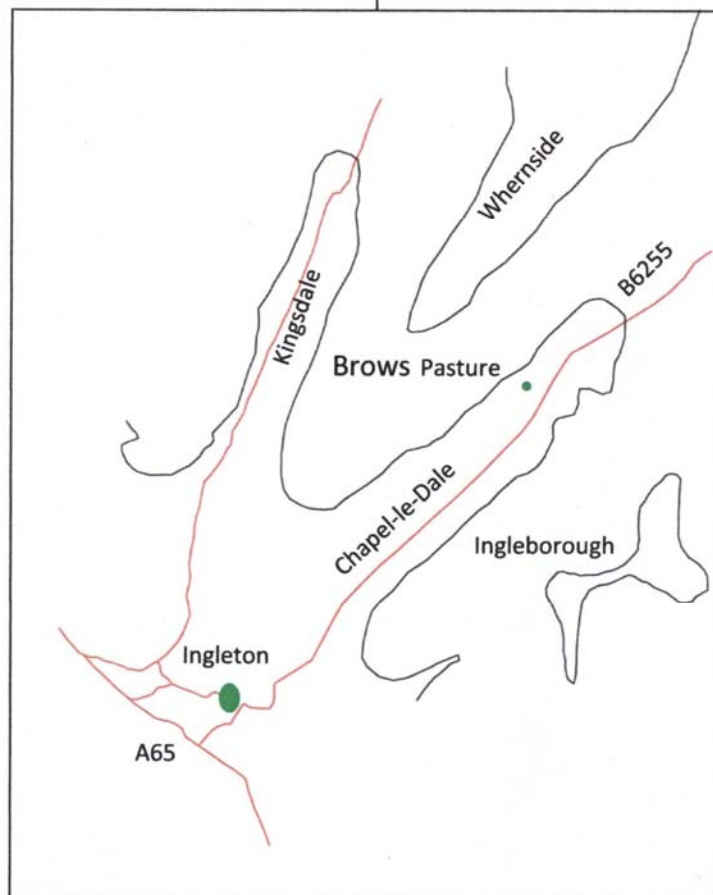 Whernside
B6255
Kingsdale
Brows Pasture
Chapel-le-Dale
Ingleborough
Ingleton
A65